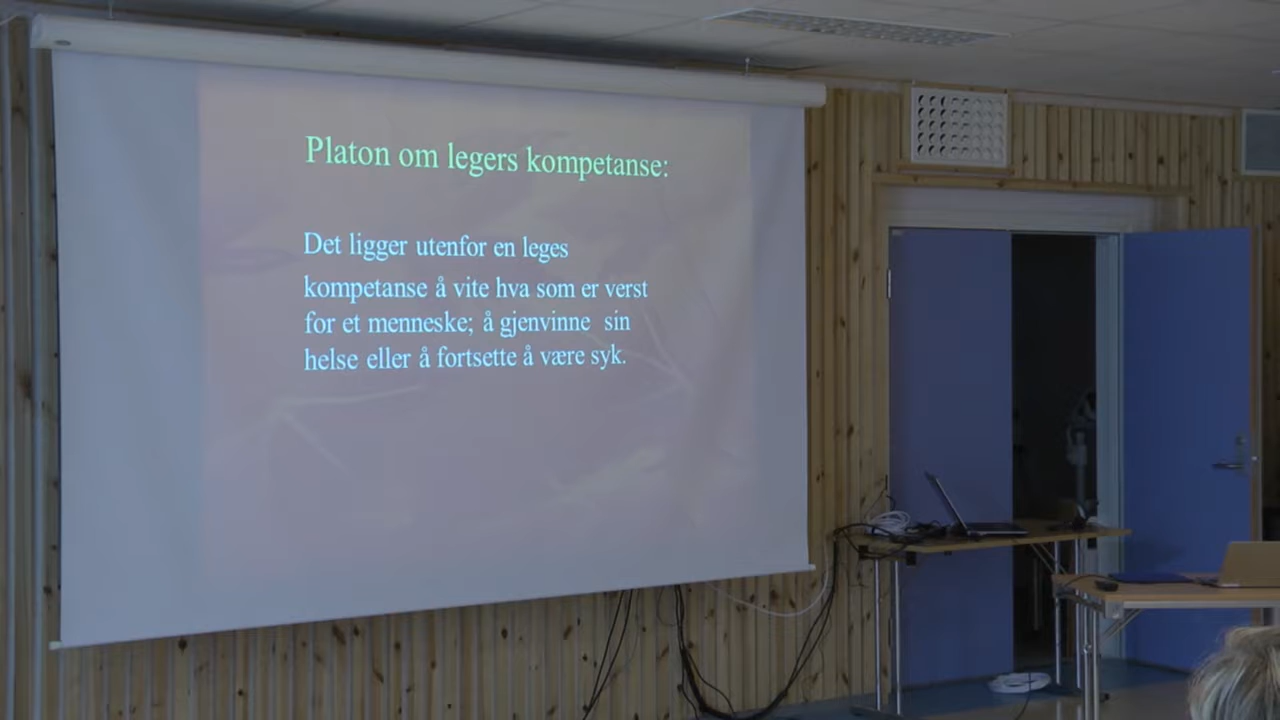 Platon om legers kompetanse:
Det ligger utenfor en leges
kompetanse å vite hva som er verst
for et menneske; å gjenvinne sin
helse eller å fortsette å være syk.